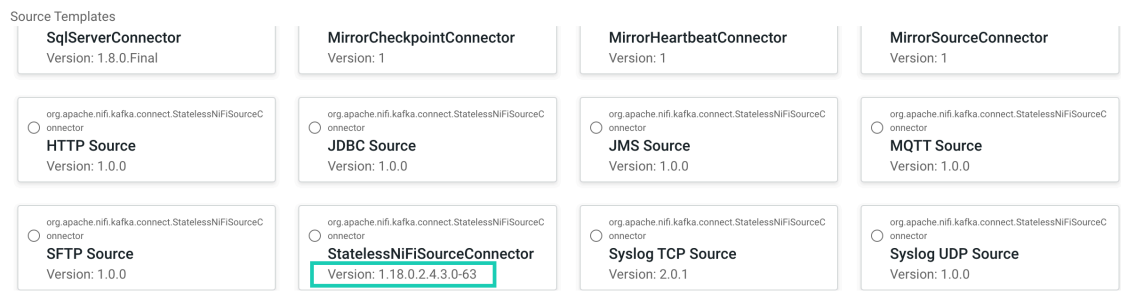 Source Templates
SqlServerConnector
Version: 1.8.0.Final
MirrorCheckpointConnector
Version: 1
MirrorHeartbeatConnector
Version: 1
MirrorSourceConnector
Version: 1
org.apache.nifi.kafka.connect.StatelessNiFiSourceC
onnector
HTTP Source
Version: 1.0.0
org.apache.nifi.kafka.connect.StatelessNiFiSourceC
onnector
JDBC Source
Version: 1.0.0
org.apache.nifi.kafka.connect.StatelessNiFiSourceC
onnector
JMS Source
Version: 1.0.0
org.apache.nifi.kafka.connect.StatelessNiFiSourceC
onnector
MQTT Source
Version: 1.0.0
org.apache.nifi.kafka.connect.StatelessNiFiSourceC
onnector
SFTP Source
Version: 1.0.0
org.apache.nifi.kafka.connect.StatelessNiFiSourceC
onnector
StatelessNiFiSourceConnector
Version: 1.18.0.2.4.3.0-63
org.apache.nifi.kafka.connect.StatelessNiFiSourceC
onnector
Syslog TCP Source
Version: 2.0.1
org.apache.nifi.kafka.connect.StatelessNiFiSourceC
onnector
Syslog UDP Source
Version: 1.0.0